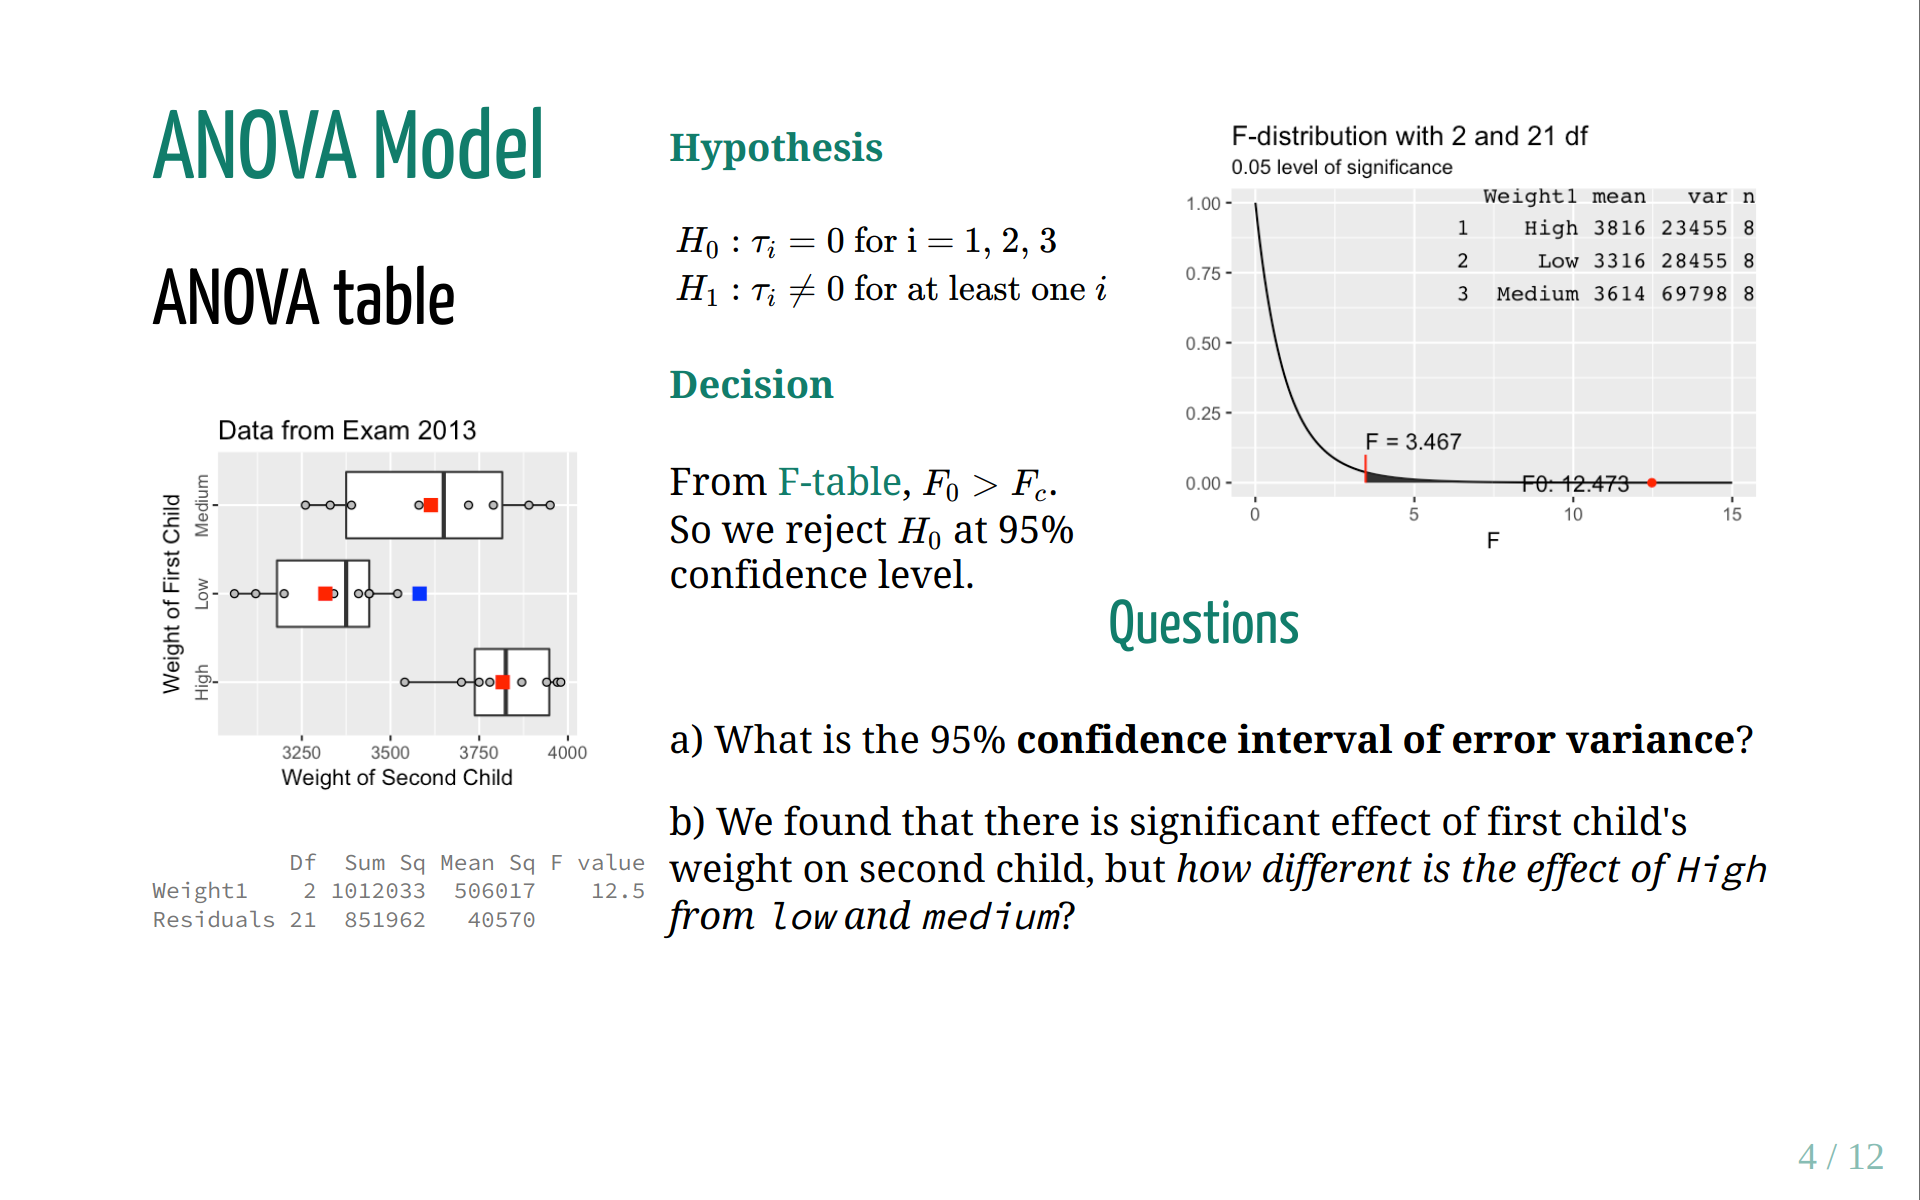 ANOVA Model
ANOVA table
Data from Exam 2013
Weight of First Child
Medium
Low
High
3250 3500 3750 4000
Weight of Second Child
Df Sum Sq Mean Sq F value
Weight1 2 1012033 506017 12.5
Residuals 21 851962 40570
Hypothesis
H₀ : τᵢ = 0 for i = 1, 2, 3
H₁ : τᵢ ≠ 0 for at least one i
Decision
From F-table, F₀ > F_c.
So we reject H₀ at 95%
confidence level.
F-distribution with 2 and 21 df
0.05 level of significance
Weight1 mean var n
1 High 3816 23455 8
2 Low 3316 28455 8
3 Medium 3614 69798 8
1.00
0.75
0.50
0.25
0.00
F = 3.467
F0: 12.473
0 5 10 15
F
Questions
a) What is the 95% confidence interval of error variance?
b) We found that there is significant effect of first child's
weight on second child, but how different is the effect of High
from low and medium?
4 / 12